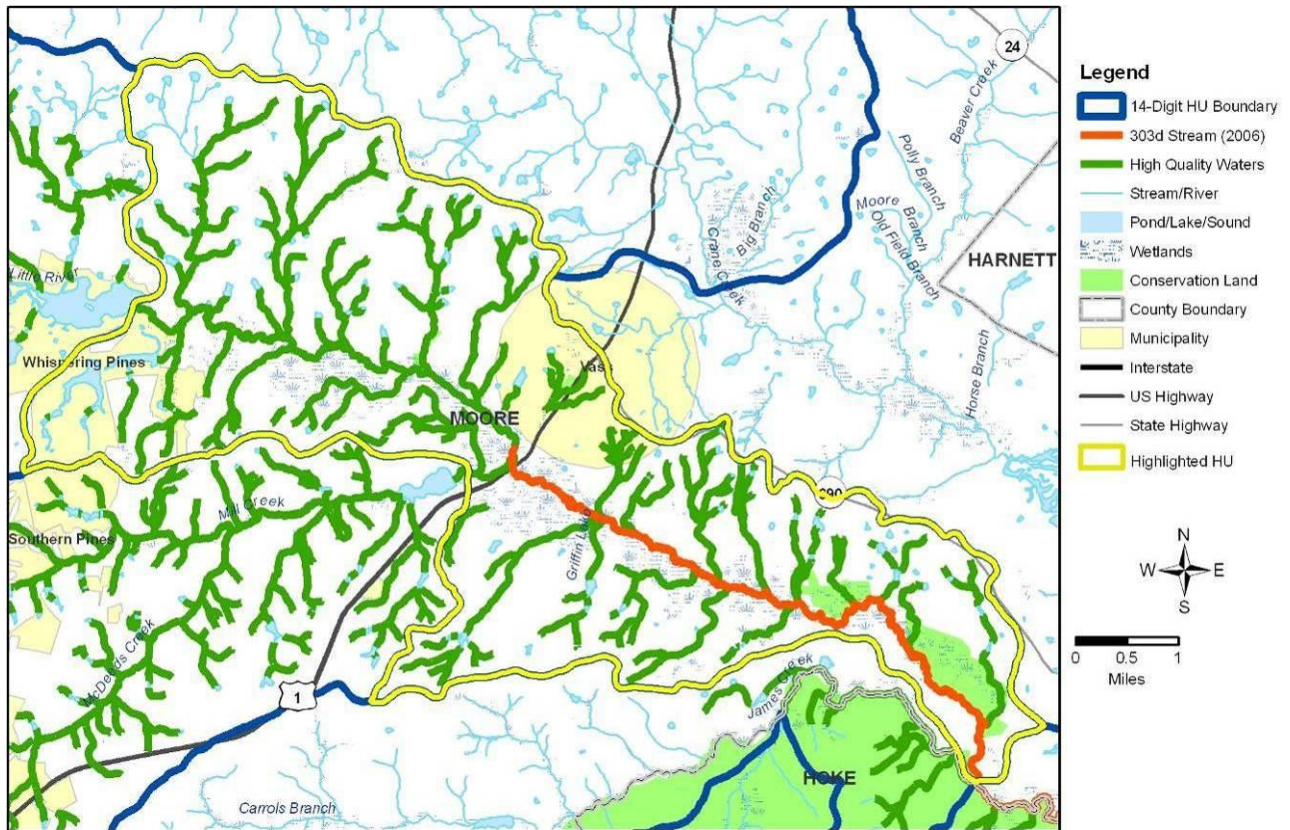 24
Beaver Creek
Polly Branch
Moore Branch
Old Field Branch
Big Branch
Crane Creek
HARNETT
Little River
Whispering Pines
Vass
Horse Branch
MOORE
Mill Creek
Southern Pines
Griffin Lake
McDeeds Creek
James Creek
1
HOKE
Carrols Branch
Legend
14-Digit HU Boundary
303d Stream (2006)
High Quality Waters
Stream/River
Pond/Lake/Sound
Wetlands
Conservation Land
County Boundary
Municipality
Interstate
US Highway
State Highway
Highlighted HU
N
W E
S
0 0.5 1
Miles